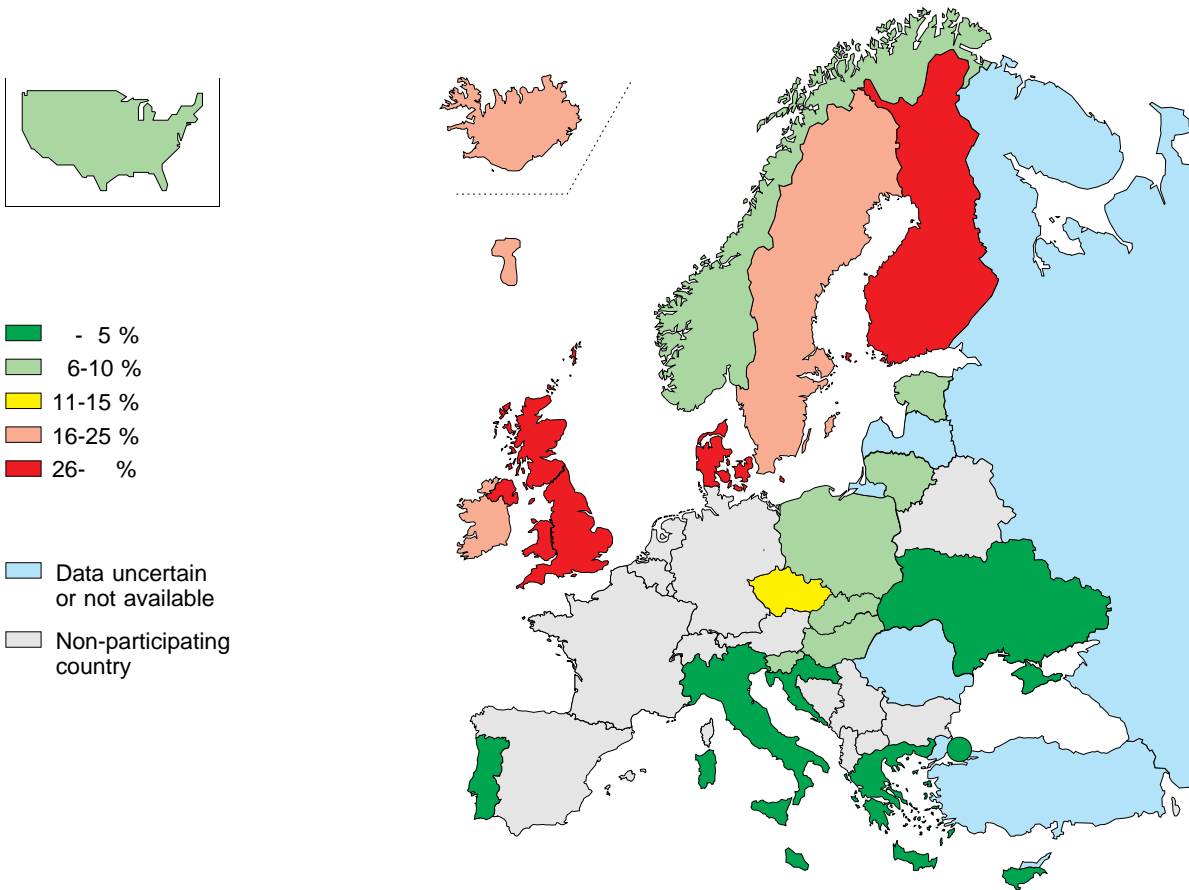 - 5 %
6-10 %
11-15 %
16-25 %
26- %
Data uncertain
or not available
Non-participating
country